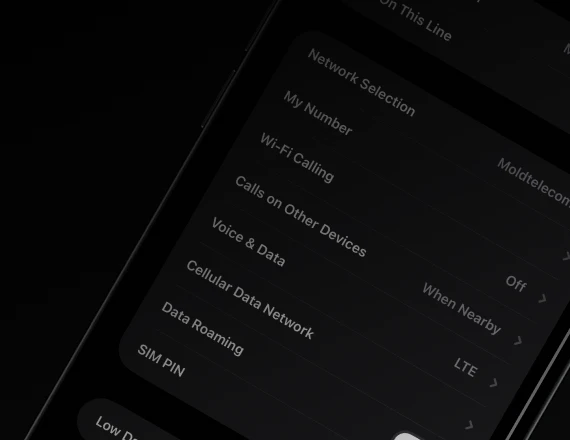 On This Line
Network Selection
Moldtelecom
My Number
Wi-Fi Calling
Off
Calls on Other Devices
When Nearby
Voice & Data
LTE
Cellular Data Network
Data Roaming
SIM PIN
Low Da